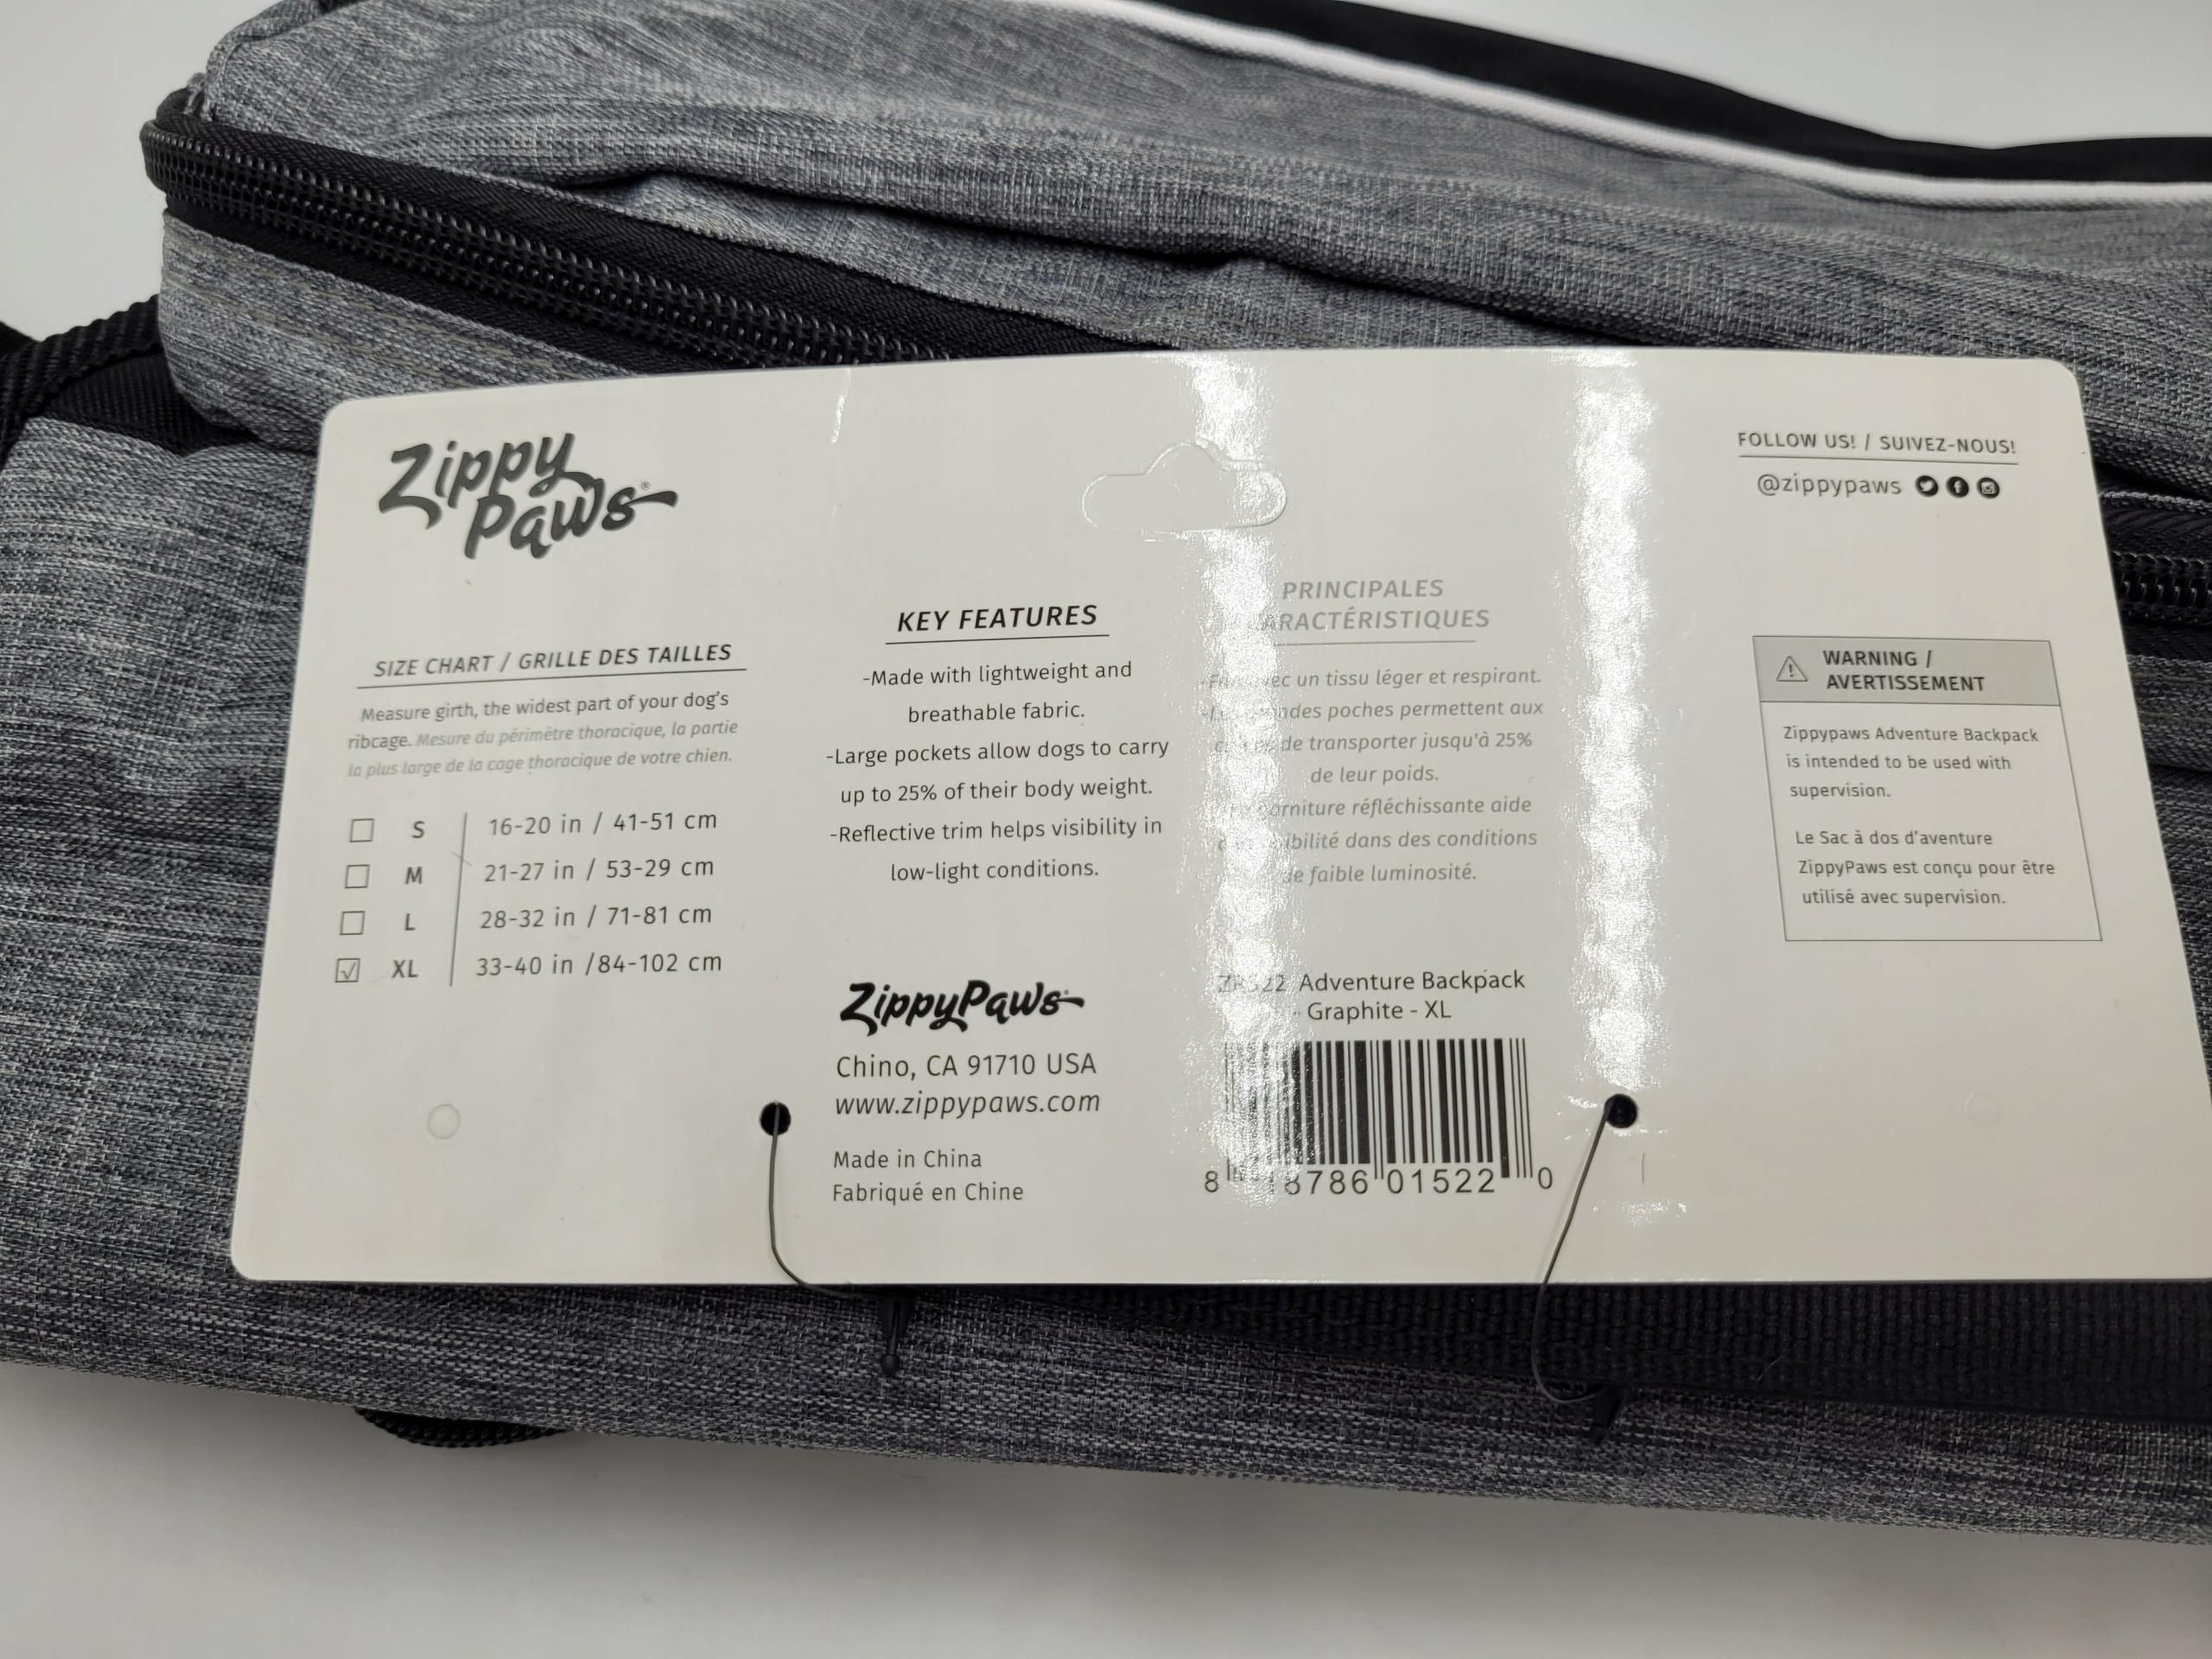 Zippy
Paws®
SIZE CHART / GRILLE DES TAILLES
Measure girth, the widest part of your dog's
ribcage. Mesure du périmètre thoracique, la partie
la plus large de la cage thoracique de votre chien.
S 16-20 in / 41-51 cm
M 21-27 in / 53-29 cm
L 28-32 in / 71-81 cm
XL 33-40 in /84-102 cm
KEY FEATURES
-Made with lightweight and
breathable fabric.
-Large pockets allow dogs to carry
up to 25% of their body weight.
-Reflective trim helps visibility in
low-light conditions.
ZippyPaws
Chino, CA 91710 USA
www.zippypaws.com
Made in China
Fabriqué en Chine
PRINCIPALES
un tissu léger et respirant.
poches permettent aux
de transporter jusqu'à 25%
de leur poids.
réfléchissante aide
dans des conditions
faible luminosité.
Adventure Backpack
Graphite - XL
8 8786 01522 0
FOLLOW US! / SUIVEZ-NOUS!
@zippypaws
WARNING /
AVERTISSEMENT
Zippypaws Adventure Backpack
is intended to be used with
supervision.
Le Sac à dos d'aventure
ZippyPaws est conçu pour être
utilisé avec supervision.